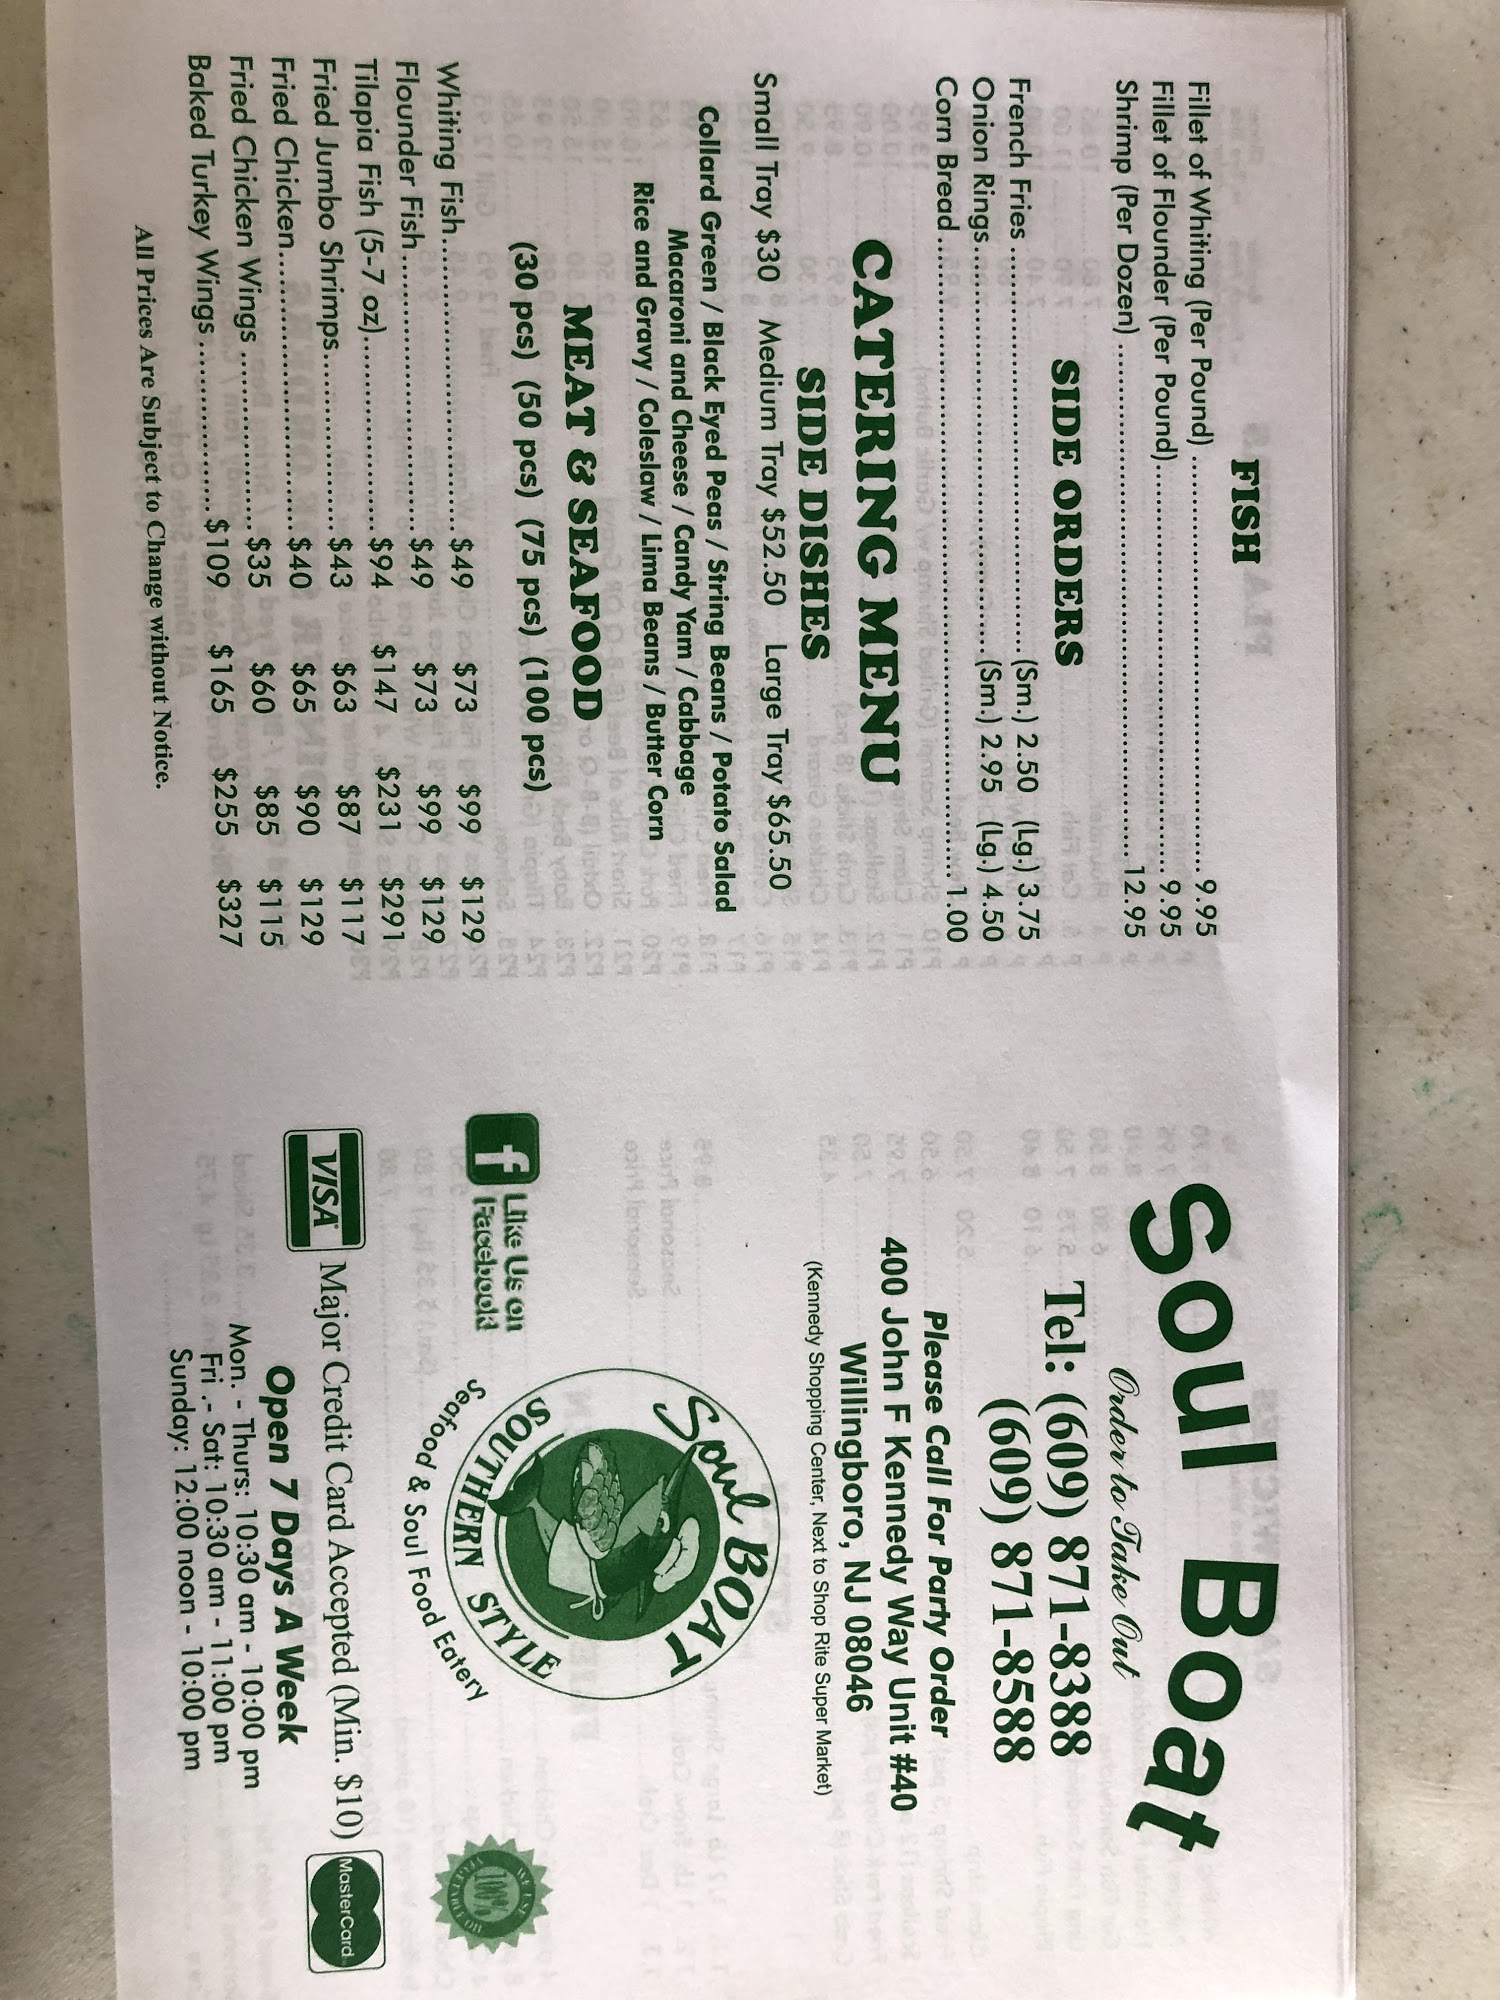 FISH
Fillet of Whiting (Per Pound) ........ 9.95
Fillet of Flounder (Per Pound) ........ 9.95
Shrimp (Per Dozen) ........ 12.95
SIDE ORDERS
French Fries ........ (Sm.) 2.50 (Lg.) 3.75
Onion Rings ........ (Sm.) 2.95 (Lg.) 4.50
Corn Bread ........ 1.00
CATERING MENU
SIDE DISHES
Small Tray $30 Medium Tray $52.50 Large Tray $65.50
Collard Green / Black Eyed Peas / String Beans / Potato Salad
Macaroni and Cheese / Candy Yam / Cabbage
Rice and Gravy / Coleslaw / Lima Beans / Butter Corn
MEAT & SEAFOOD
(30 pcs) (50 pcs) (75 pcs) (100 pcs)
Whiting Fish ........ $49 $73 $99 $129
Flounder Fish ........ $49 $73 $99 $129
Tilapia Fish (5-7 oz) ........ $94 $147 $231 $291
Fried Jumbo Shrimps ........ $43 $63 $87 $117
Fried Chicken ........ $40 $65 $90 $129
Fried Chicken Wings ........ $35 $60 $85 $115
Baked Turkey Wings ........ $109 $165 $255 $327
All Prices Are Subject to Change without Notice.
Soul Boat
Order to Take Out
Tel: (609) 871-8388
(609) 871-8588
Please Call For Party Order
400 John F Kennedy Way Unit #40
Willingboro, NJ 08046
(Kennedy Shopping Center, Next to Shop Rite Super Market)
Soul BOAT
SOUTHERN STYLE
Seafood & Soul Food Eatery
f Like Us on
Facebook
WE USE
100%
VEGETABLE OIL
VISA Major Credit Card Accepted (Min. $10) MasterCard
Open 7 Days A Week
Mon. - Thurs: 10:30 am - 10:00 pm
Fri .- Sat: 10:30 am - 11:00 pm
Sunday: 12:00 noon - 10:00 pm